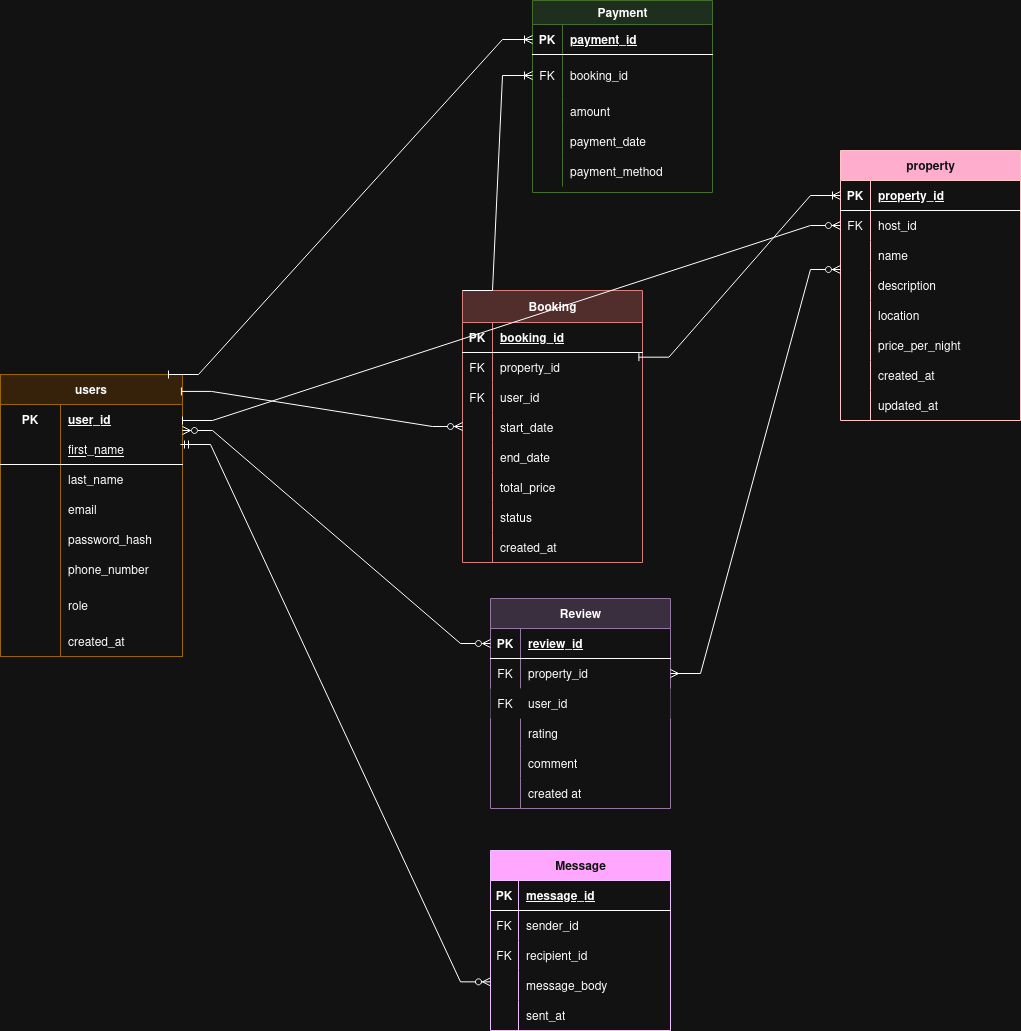 Payment
PK payment_id
FK booking_id
amount
payment_date
payment_method
property
PK property_id
FK host_id
name
description
location
price_per_night
created_at
updated_at
Booking
PK booking_id
FK property_id
FK user_id
start_date
end_date
total_price
status
created_at
users
PK user_id
first_name
last_name
email
password_hash
phone_number
role
created_at
Review
PK review_id
FK property_id
FK user_id
rating
comment
created at
Message
PK message_id
FK sender_id
FK recipient_id
message_body
sent_at